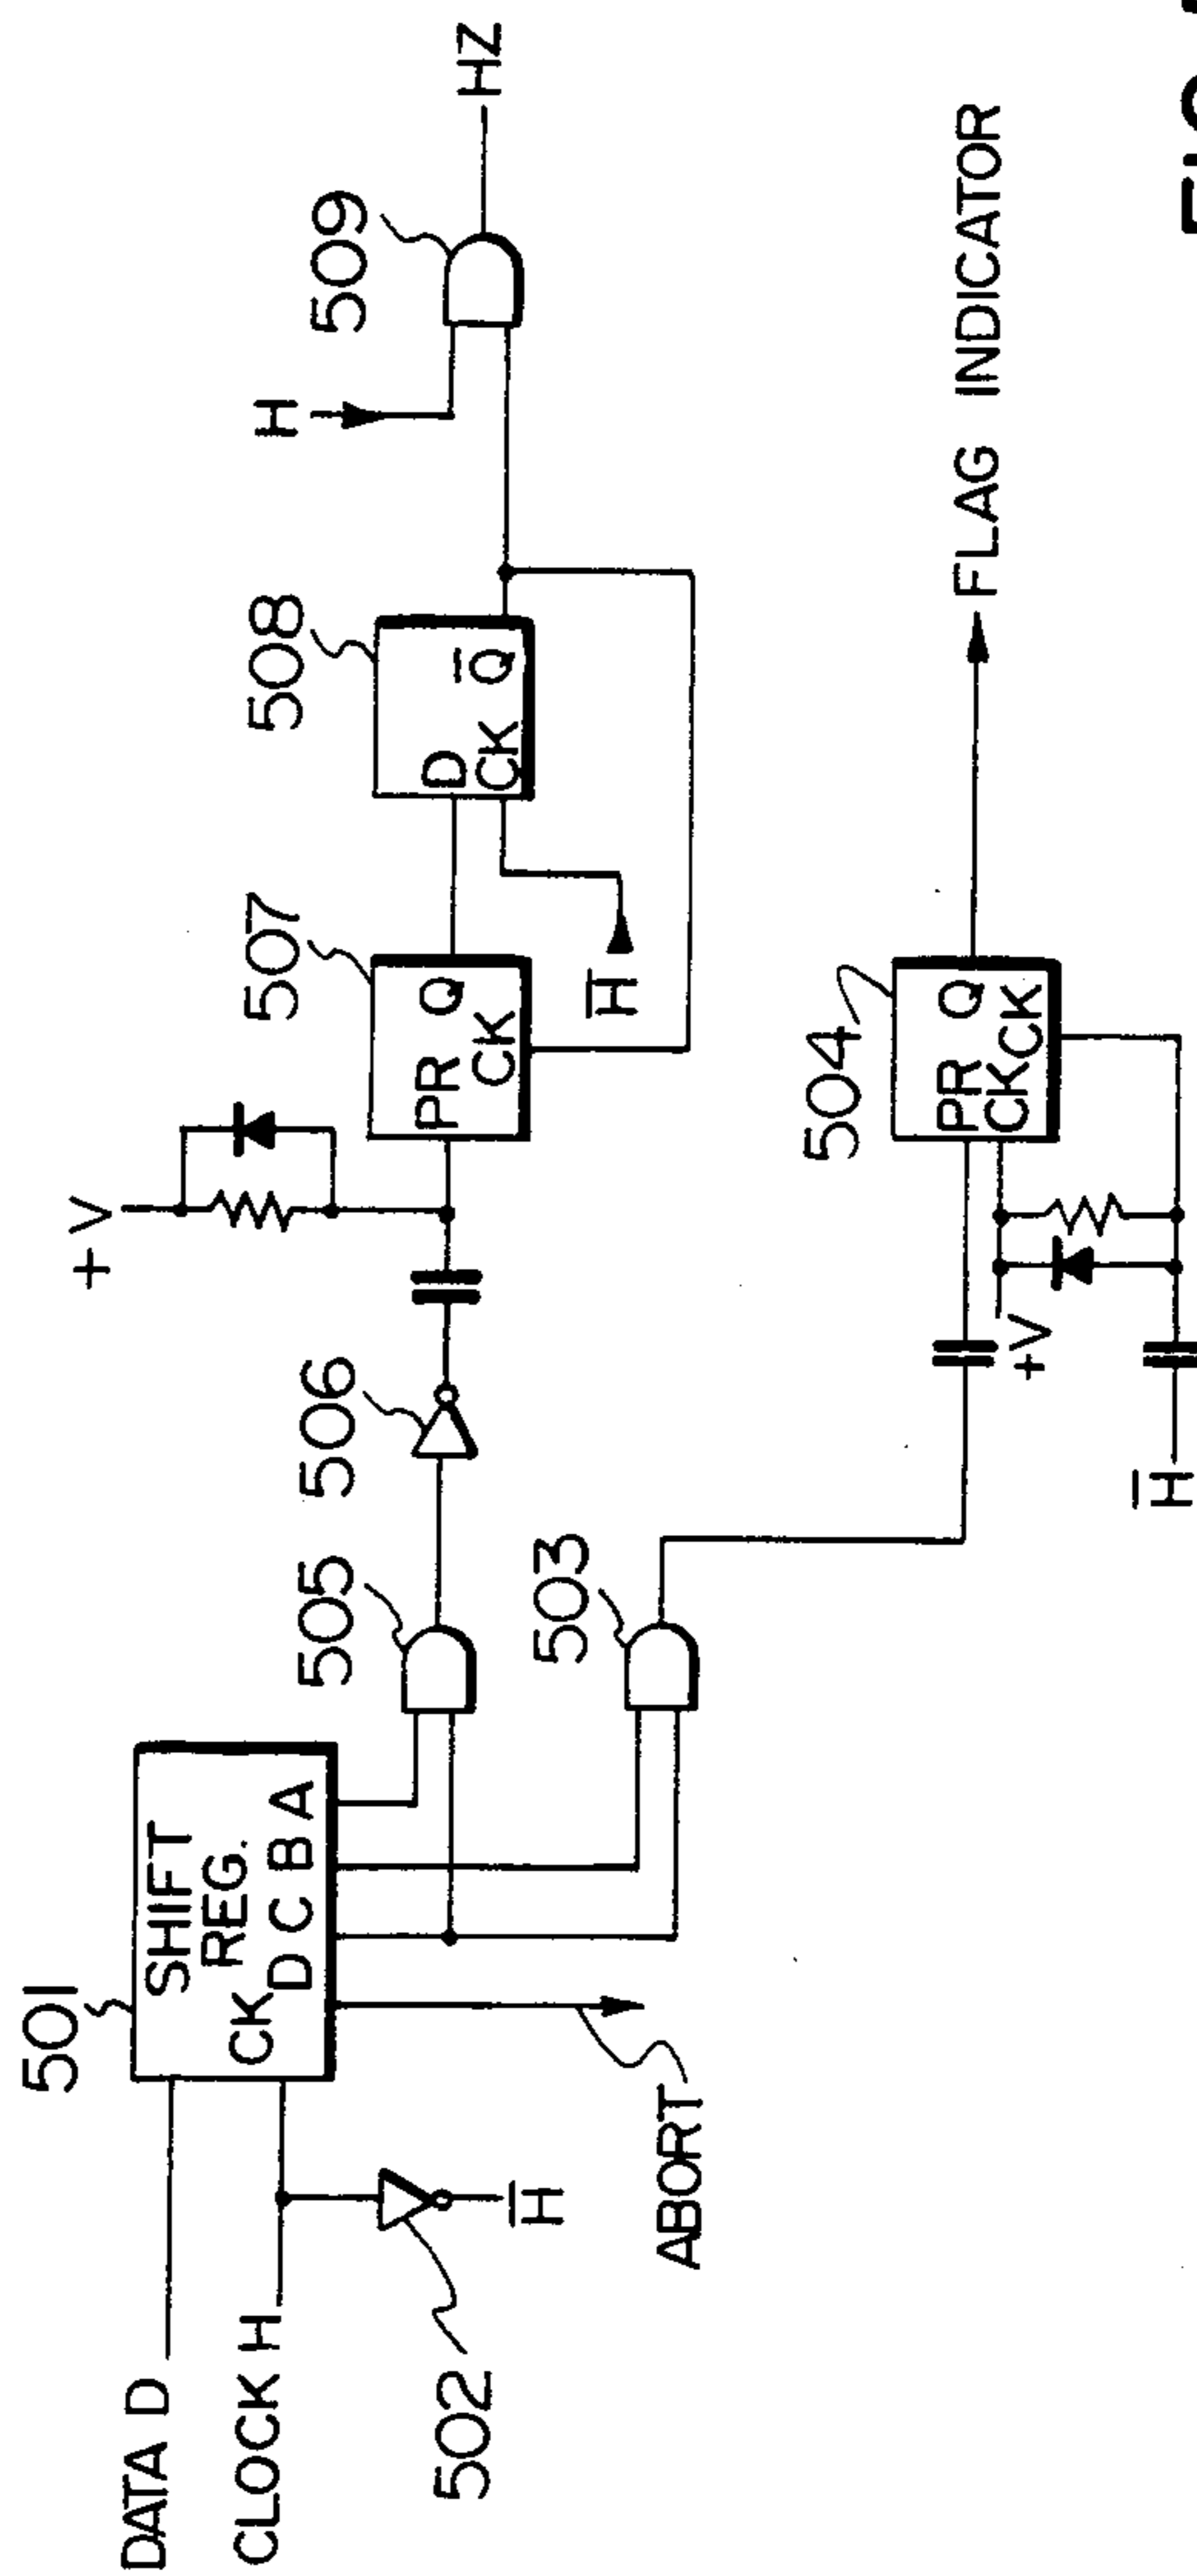 DATA D
CLOCK H
501
SHIFT
REG.
CK
D C B A
502
H̅
ABORT
505
503
506
+ V
507
PR Q
CK
H̅
508
D
CK Q̅
H
509
HZ
504
PR Q
CK
CK
+V
H̅
FLAG INDICATOR